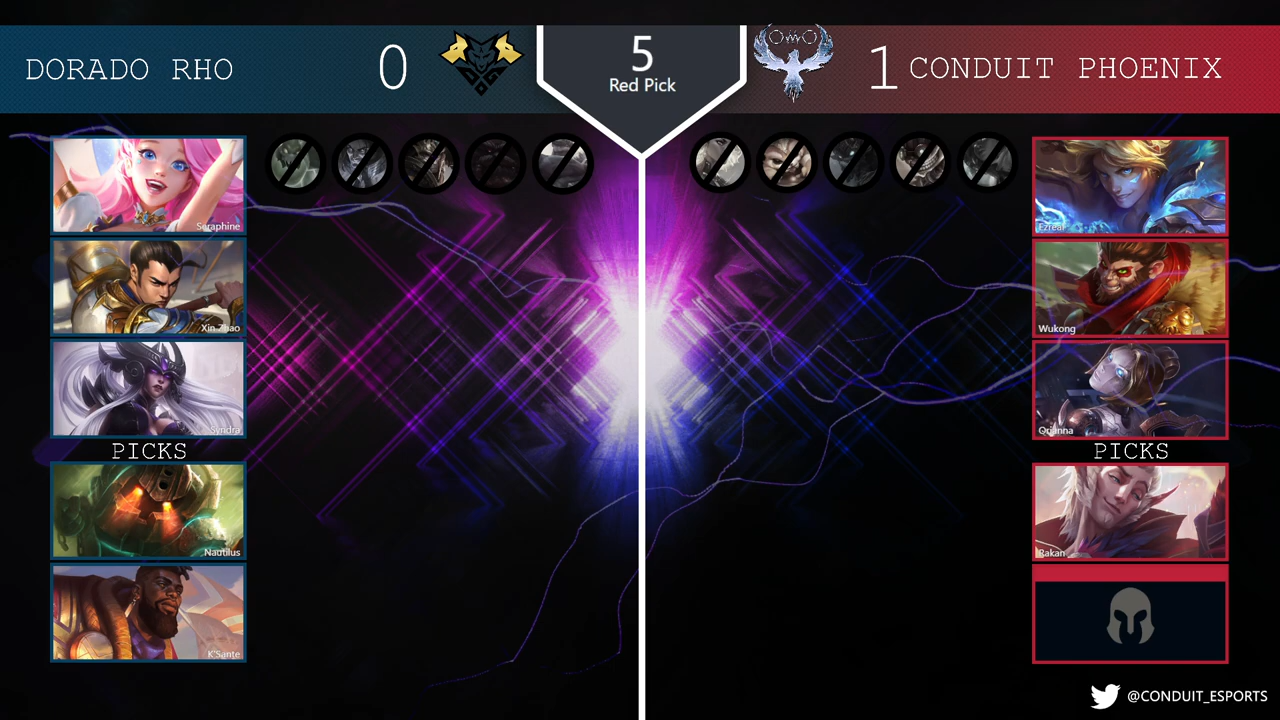 DORADO RHO
0
5
Red Pick
1
CONDUIT PHOENIX
Seraphine
Xin Zhao
Syndra
PICKS
Nautilus
K'Sante
Ezreal
Wukong
Orianna
PICKS
Rakan
@CONDUIT_ESPORTS